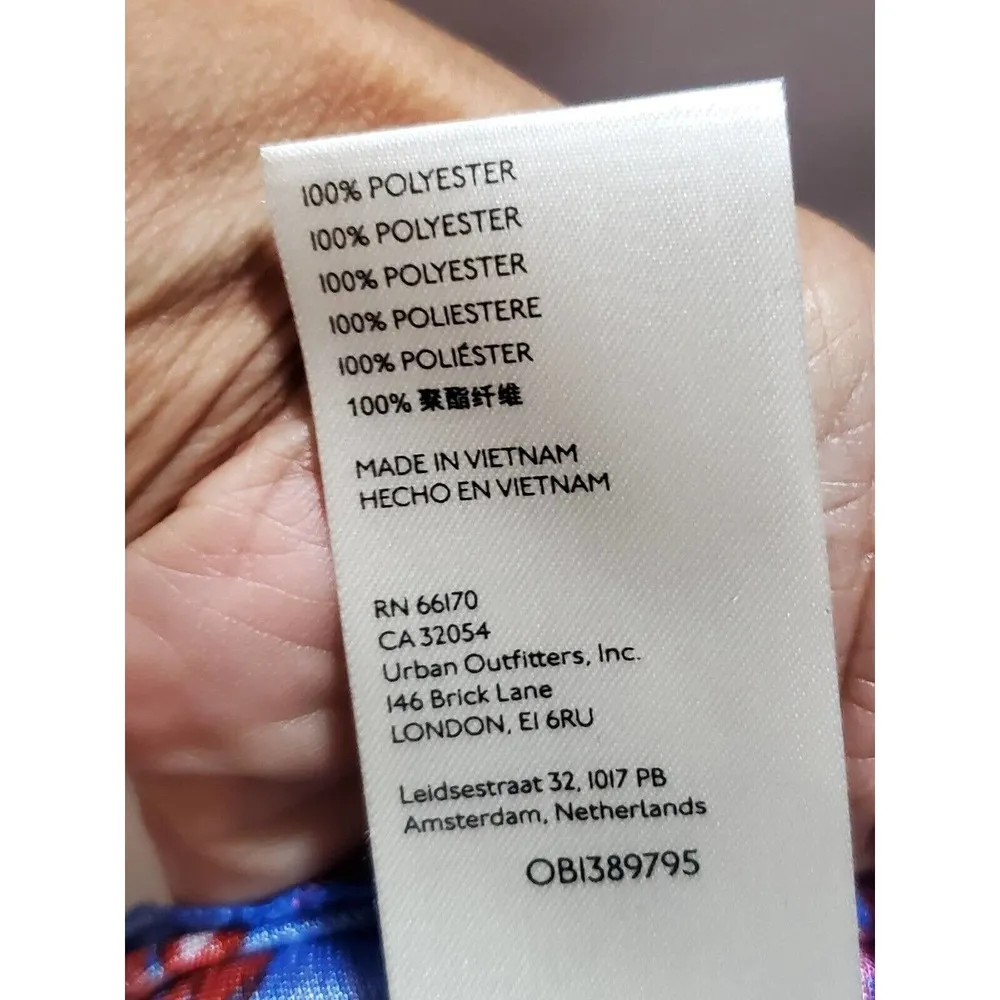 100% POLYESTER
100% POLYESTER
100% POLYESTER
100% POLIESTERE
100% POLIÉSTER
100% 聚酯纤维
MADE IN VIETNAM
HECHO EN VIETNAM
RN 66170
CA 32054
Urban Outfitters, Inc.
146 Brick Lane
LONDON, E1 6RU
Leidsestraat 32, 1017 PB
Amsterdam, Netherlands
OB1389795